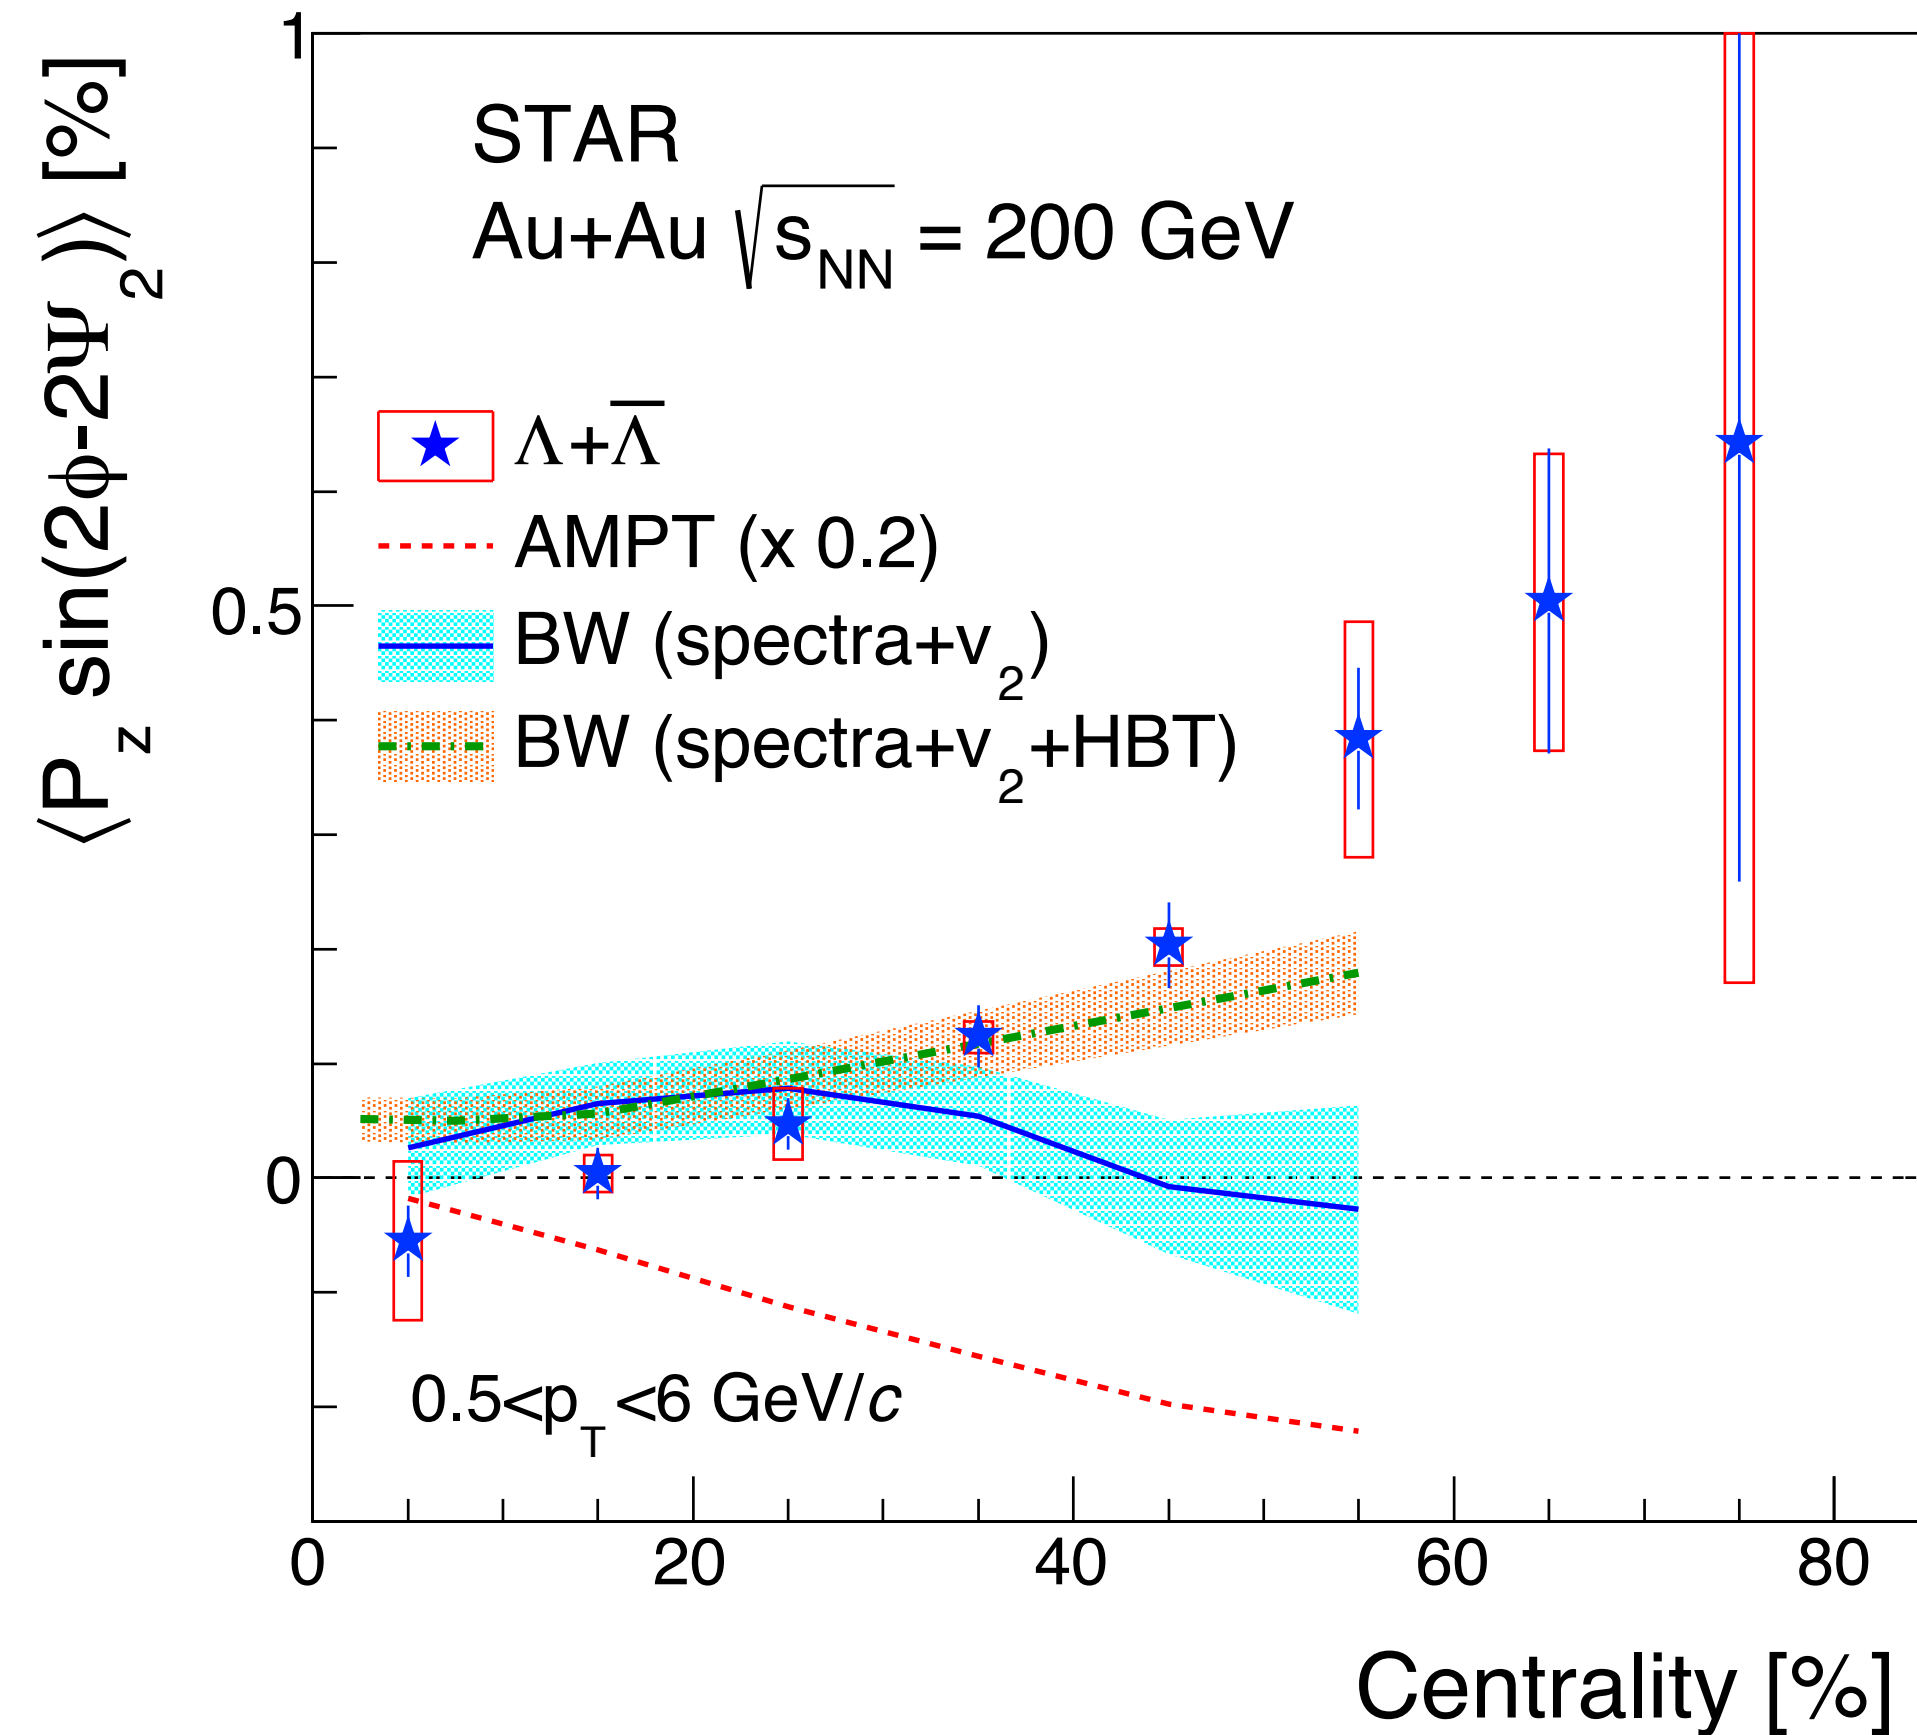 ⟨P_z sin(2ϕ-2Ψ_2)⟩ [%]
1
0.5
0
STAR
Au+Au √s_NN = 200 GeV
Λ+Λ̅
AMPT (x 0.2)
BW (spectra+v_2)
BW (spectra+v_2+HBT)
0.5<p_T<6 GeV/c
0 20 40 60 80
Centrality [%]